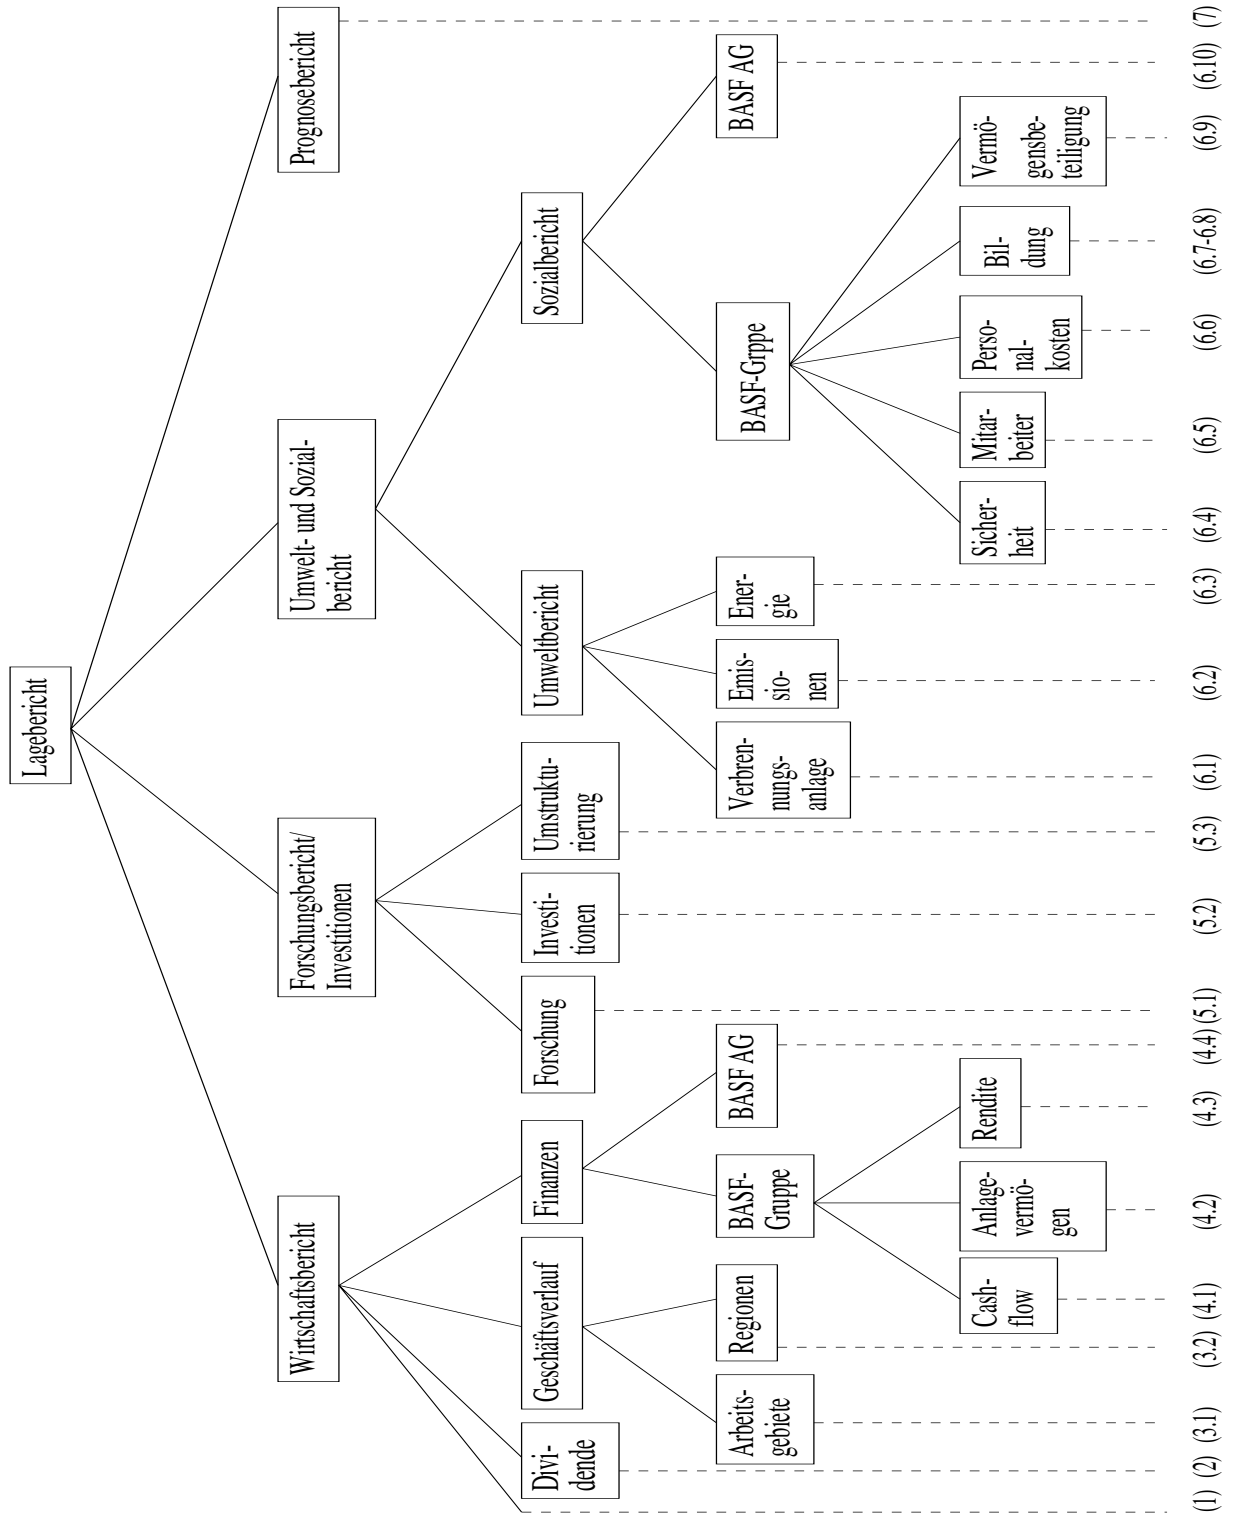 Lagebericht
Wirtschaftsbericht
Forschungsbericht/
Investitionen
Umwelt- und Sozial-
bericht
Prognosebericht
Divi-
dende
Geschäftsverlauf
Finanzen
Forschung
Investi-
tionen
Umstruktu-
rierung
Umweltbericht
Sozialbericht
Arbeits-
gebiete
Regionen
BASF-
Gruppe
BASF AG
Verbren-
nungs-
anlage
Emis-
sio-
nen
Ener-
gie
BASF-Grppe
BASF AG
Cash-
flow
Anlage-
vermö-
gen
Rendite
Sicher-
heit
Mitar-
beiter
Perso-
nal-
kosten
Bil-
dung
Vermö-
gensbe-
teiligung
(1) (2) (3.1) (3.2) (4.1) (4.2) (4.3) (4.4) (5.1) (5.2) (5.3) (6.1) (6.2) (6.3) (6.4) (6.5) (6.6) (6.7-6.8) (6.9) (6.10) (7)